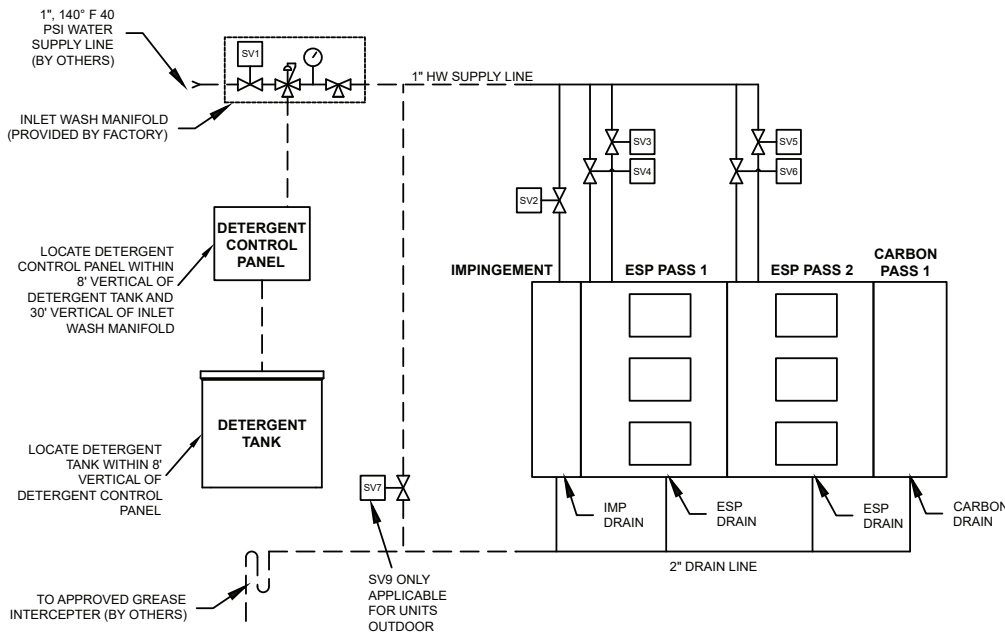 1", 140° F 40
PSI WATER
SUPPLY LINE
(BY OTHERS)
SV1
1" HW SUPPLY LINE
INLET WASH MANIFOLD
(PROVIDED BY FACTORY)
SV3
SV5
SV4
SV6
SV2
DETERGENT
CONTROL
PANEL
LOCATE DETERGENT
CONTROL PANEL WITHIN
8' VERTICAL OF
DETERGENT TANK AND
30' VERTICAL OF INLET
WASH MANIFOLD
IMPINGEMENT
ESP PASS 1
ESP PASS 2
CARBON
PASS 1
DETERGENT
TANK
LOCATE DETERGENT
TANK WITHIN 8'
VERTICAL OF
DETERGENT CONTROL
PANEL
SV7
IMP
DRAIN
ESP
DRAIN
ESP
DRAIN
CARBON
DRAIN
2" DRAIN LINE
SV9 ONLY
APPLICABLE
FOR UNITS
OUTDOOR
TO APPROVED GREASE
INTERCEPTER (BY OTHERS)